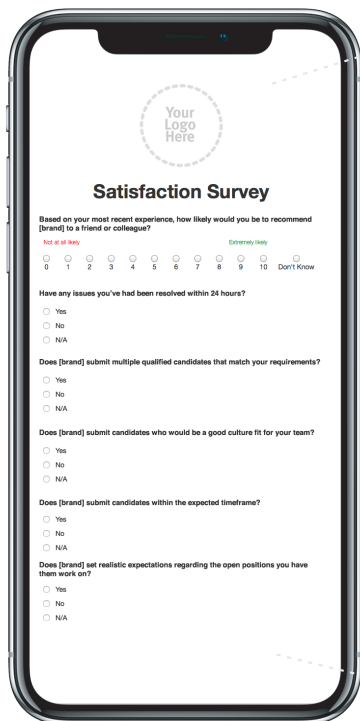 Your
Logo
Here
Satisfaction Survey
Based on your most recent experience, how likely would you be to recommend
[brand] to a friend or colleague?
Not at all likely Extremely likely
0 1 2 3 4 5 6 7 8 9 10 Don't Know
Have any issues you've had been resolved within 24 hours?
Yes
No
N/A
Does [brand] submit multiple qualified candidates that match your requirements?
Yes
No
N/A
Does [brand] submit candidates who would be a good culture fit for your team?
Yes
No
N/A
Does [brand] submit candidates within the expected timeframe?
Yes
No
N/A
Does [brand] set realistic expectations regarding the open positions you have
them work on?
Yes
No
N/A